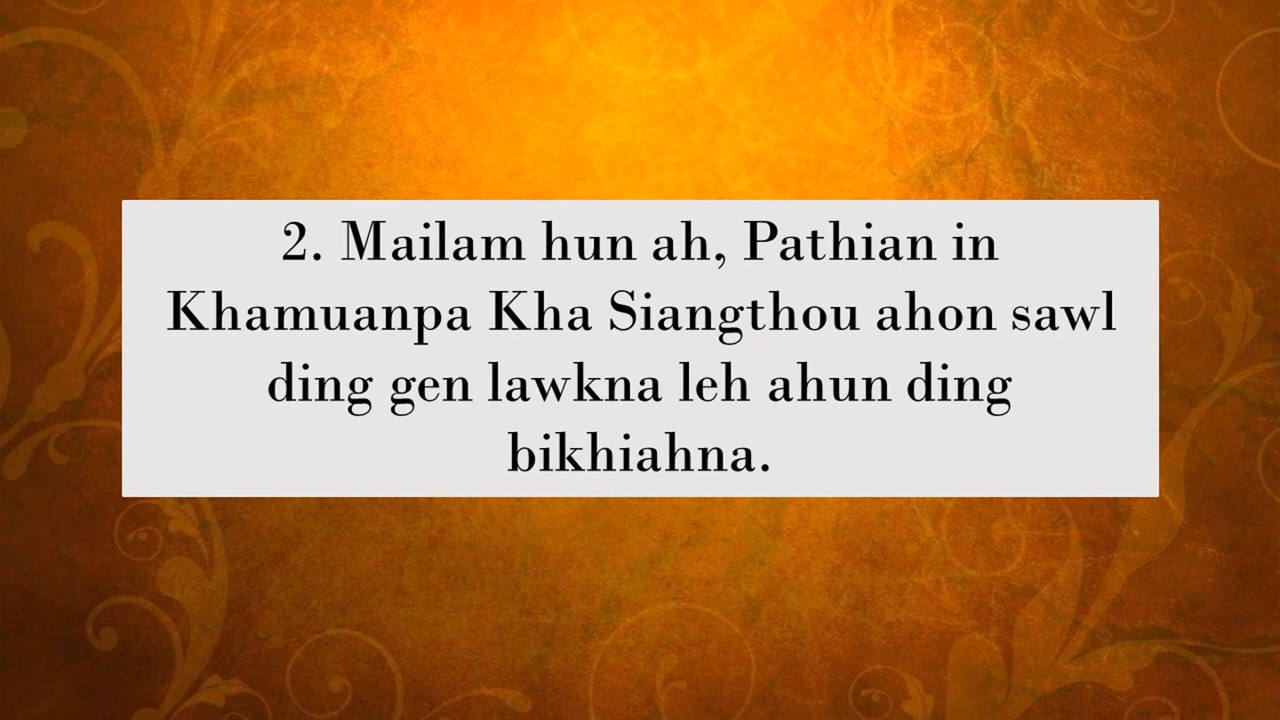 2. Mailam hun ah, Pathian in
Khamuanpa Kha Siangthou ahon sawl
ding gen lawkna leh ahun ding
bikhiahna.